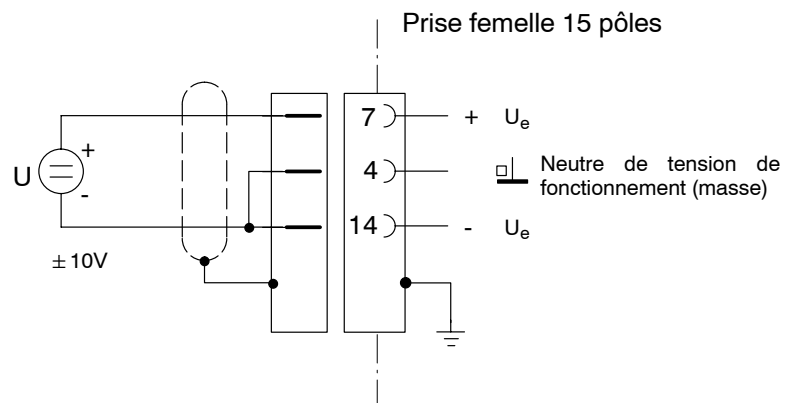 Prise femelle 15 pôles
7 + Ue
U + 4 Neutre de tension de
- fonctionnement (masse)
14 - Ue
± 10V